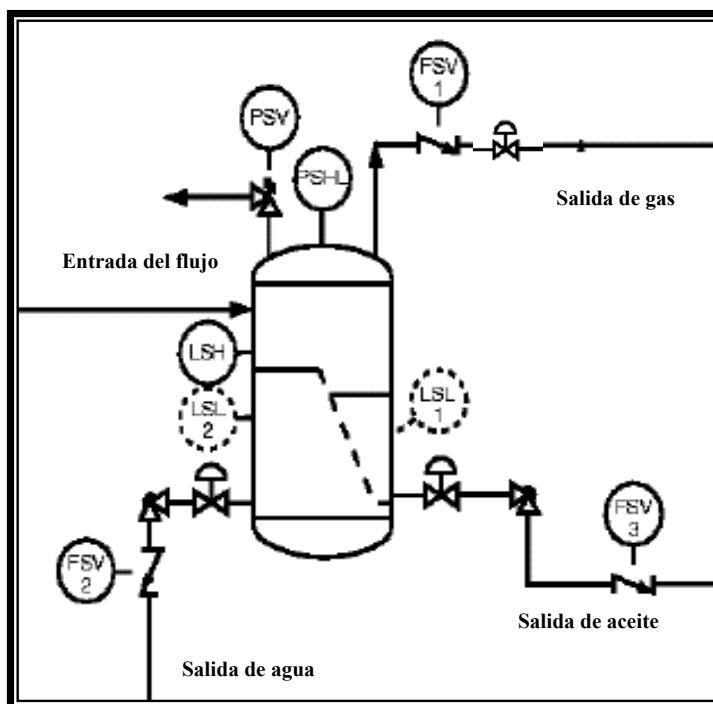 FSV
1
PSV
PSHL
Salida de gas
Entrada del flujo
LSH
LSL
2
LSL
1
FSV
2
FSV
3
Salida de aceite
Salida de agua